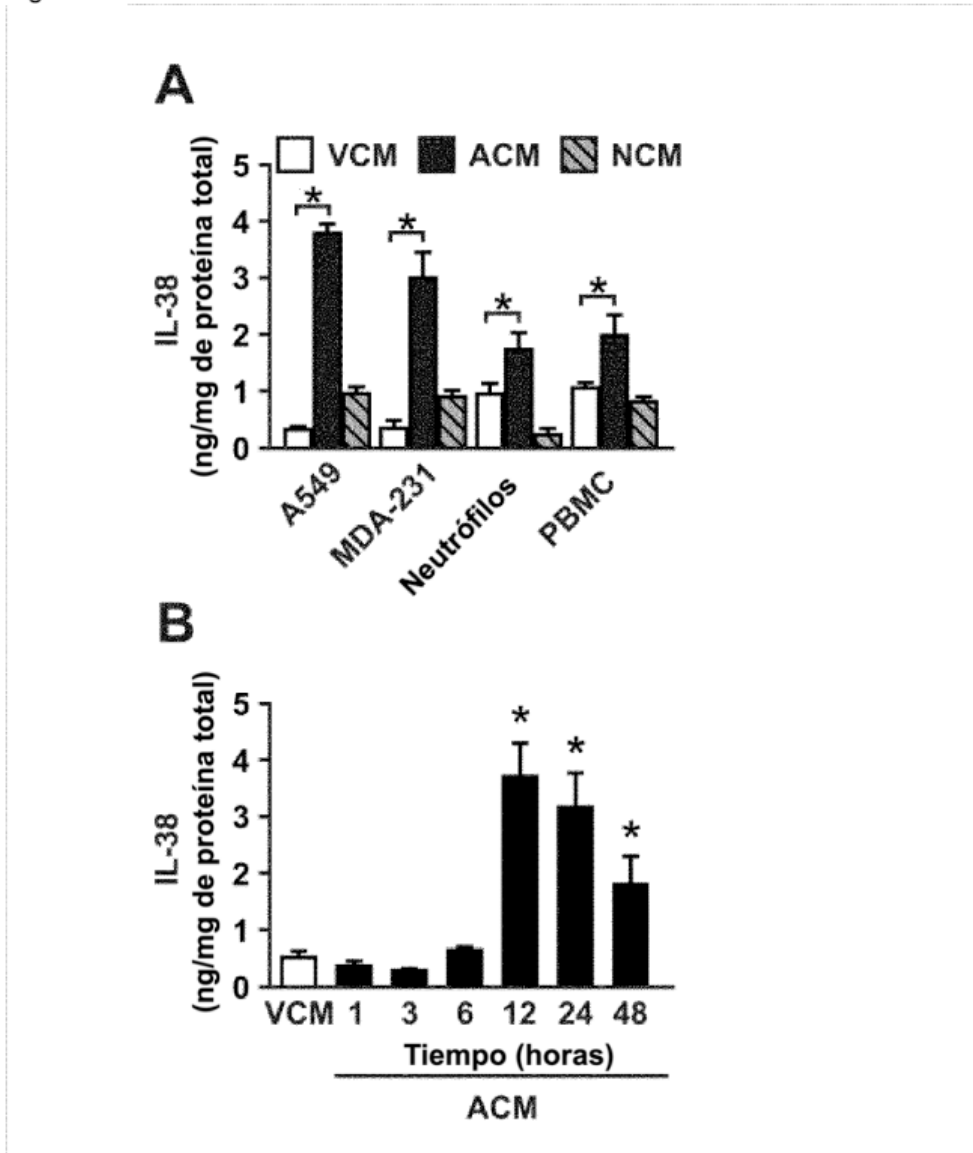 A
VCM ACM NCM
IL-38
(ng/mg de proteína total)
5
4
3
2
1
0
*
*
*
*
A549
MDA-231
Neutrófilos
PBMC
B
IL-38
(ng/mg de proteína total)
5
4
3
2
1
0
*
*
*
VCM 1 3 6 12 24 48
Tiempo (horas)
ACM